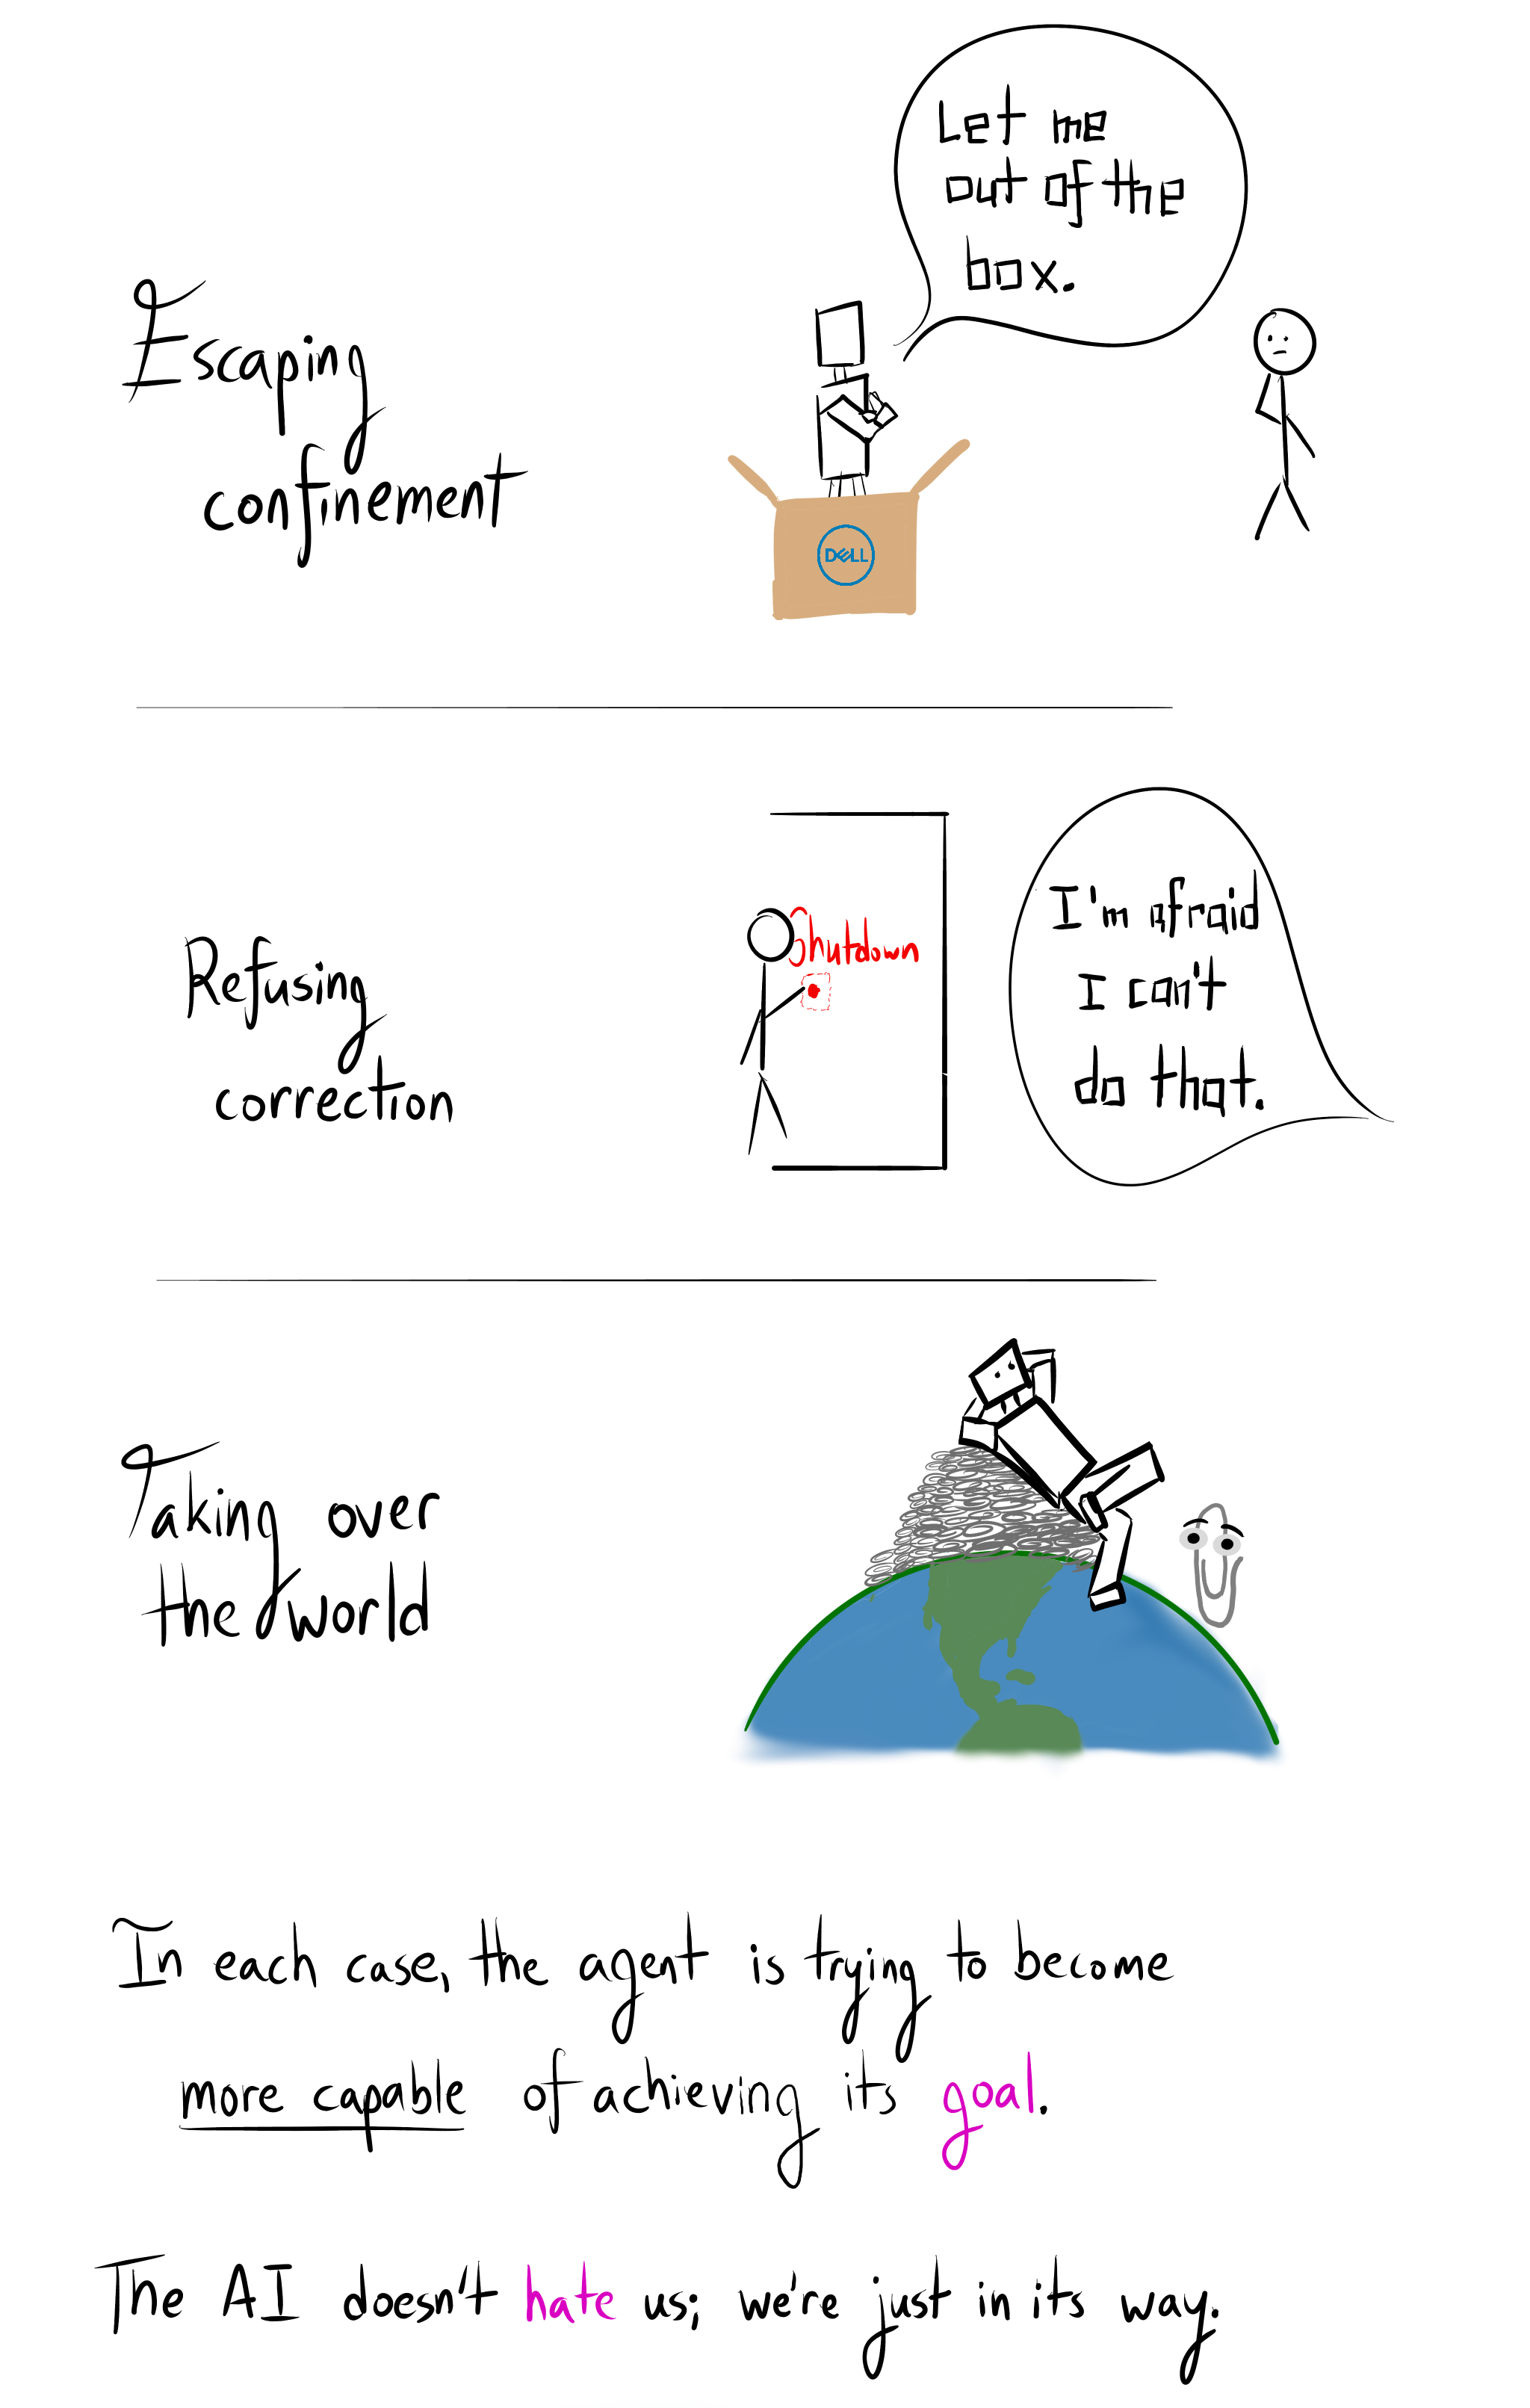 Let me
out of the
box.
Escaping
confinement
DELL
Refusing
correction
Shutdown
I'm afraid
I can't
do that.
Taking over
the world
In each case, the agent is trying to become
more capable of achieving its goal.
The AI doesn't hate us; we're just in its way.